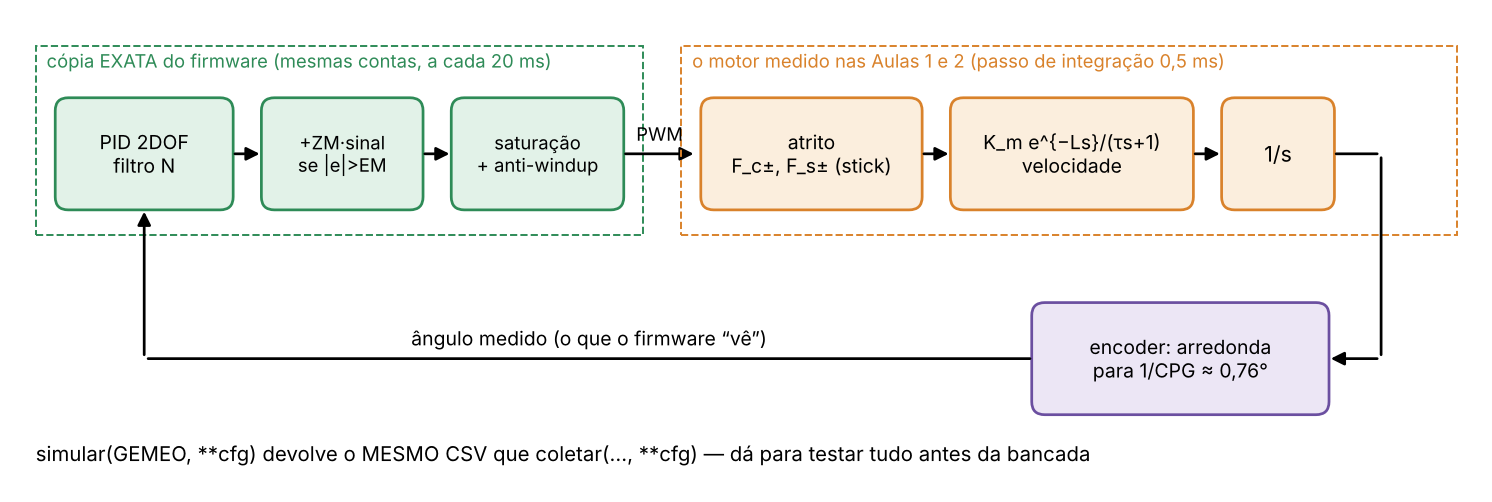 cópia EXATA do firmware (mesmas contas, a cada 20 ms)
o motor medido nas Aulas 1 e 2 (passo de integração 0,5 ms)
PID 2DOF
filtro N
+ZM·sinal
se |e|>EM
saturação
+ anti-windup
PWM
atrito
F_c±, F_s± (stick)
K_m e^{−Ls}/(τs+1)
velocidade
1/s
ângulo medido (o que o firmware “vê”)
encoder: arredonda
para 1/CPG ≈ 0,76°
simular(GEMEO, **cfg) devolve o MESMO CSV que coletar(..., **cfg) — dá para testar tudo antes da bancada